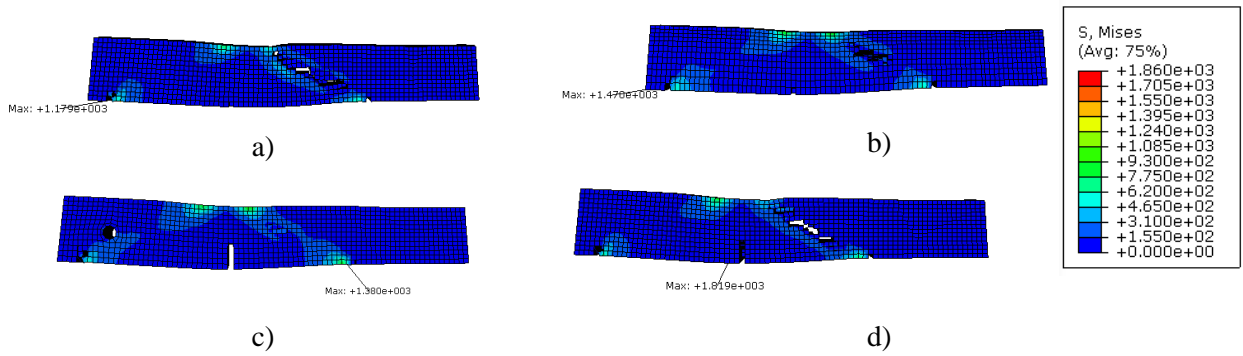 Max: +1.179e+003
a)
Max: +1.470e+003
b)
Max: +1.380e+003
c)
Max: +1.819e+003
d)
S, Mises
(Avg: 75%)
+1.860e+03
+1.705e+03
+1.550e+03
+1.395e+03
+1.240e+03
+1.085e+03
+9.300e+02
+7.750e+02
+6.200e+02
+4.650e+02
+3.100e+02
+1.550e+02
+0.000e+00